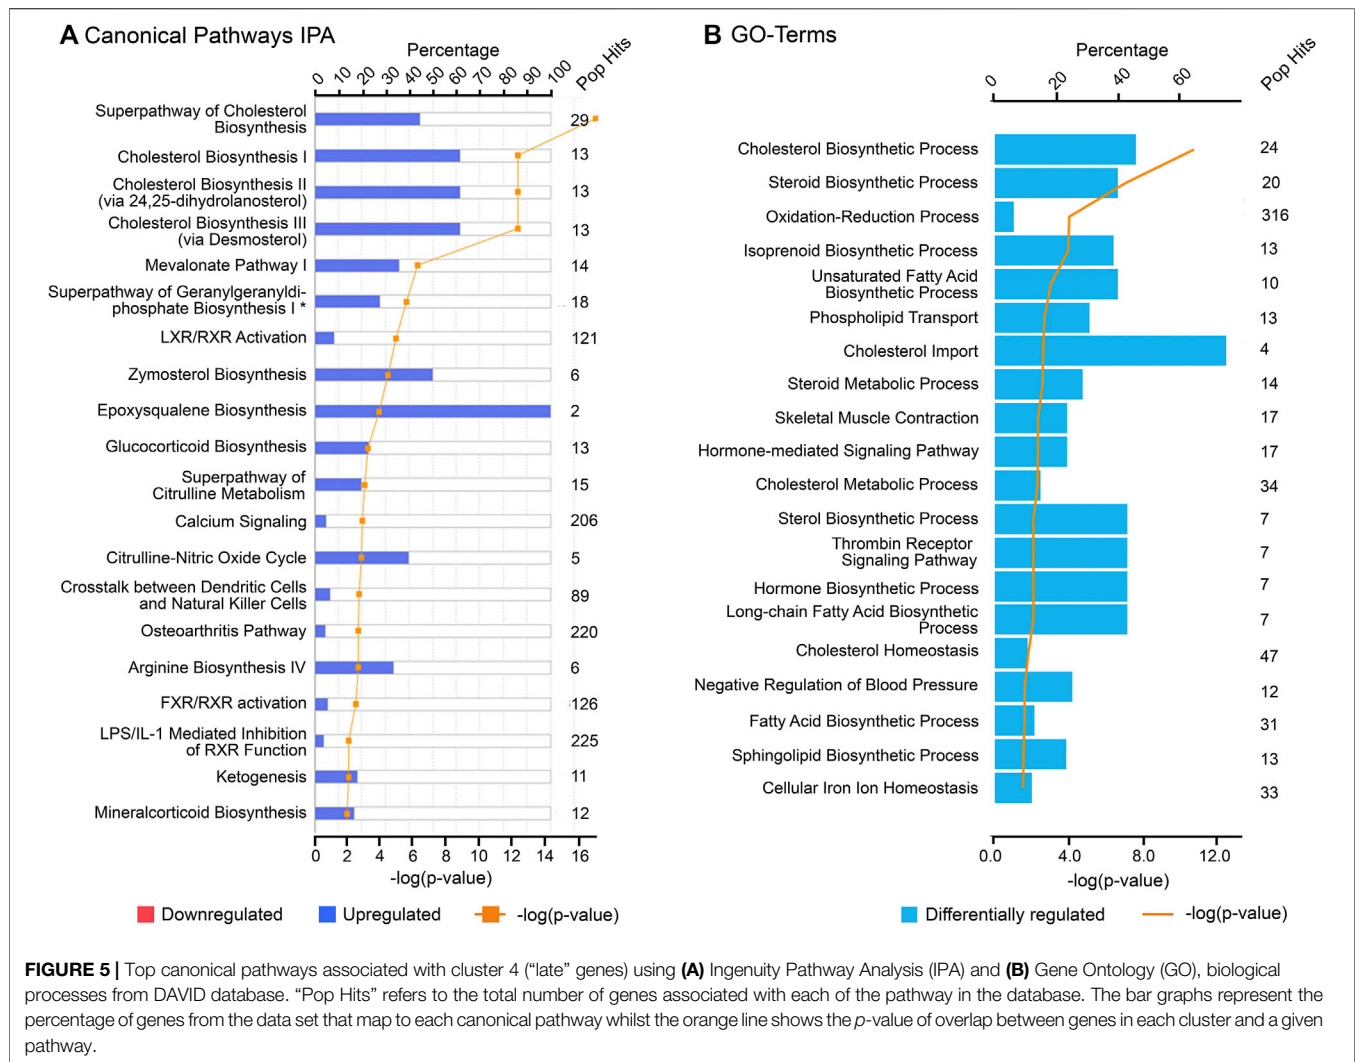 A Canonical Pathways IPA
Percentage
0 10 20 30 40 50 60 70 80 90 100 Pop Hits
Superpathway of Cholesterol
Biosynthesis 29
Cholesterol Biosynthesis I 13
Cholesterol Biosynthesis II
(via 24,25-dihydrolanosterol) 13
Cholesterol Biosynthesis III
(via Desmosterol) 13
Mevalonate Pathway I 14
Superpathway of Geranylgeranyldi-
phosphate Biosynthesis I * 18
LXR/RXR Activation 121
Zymosterol Biosynthesis 6
Epoxysqualene Biosynthesis 2
Glucocorticoid Biosynthesis 13
Superpathway of
Citrulline Metabolism 15
Calcium Signaling 206
Citrulline-Nitric Oxide Cycle 5
Crosstalk between Dendritic Cells
and Natural Killer Cells 89
Osteoarthritis Pathway 220
Arginine Biosynthesis IV 6
FXR/RXR activation 126
LPS/IL-1 Mediated Inhibition
of RXR Function 225
Ketogenesis 11
Mineralcorticoid Biosynthesis 12
0 2 4 6 8 10 12 14 16
-log(p-value)
Downregulated Upregulated -log(p-value)
B GO-Terms
Percentage
0 20 40 60 Pop Hits
Cholesterol Biosynthetic Process 24
Steroid Biosynthetic Process 20
Oxidation-Reduction Process 316
Isoprenoid Biosynthetic Process 13
Unsaturated Fatty Acid
Biosynthetic Process 10
Phospholipid Transport 13
Cholesterol Import 4
Steroid Metabolic Process 14
Skeletal Muscle Contraction 17
Hormone-mediated Signaling Pathway 17
Cholesterol Metabolic Process 34
Sterol Biosynthetic Process 7
Thrombin Receptor
Signaling Pathway 7
Hormone Biosynthetic Process 7
Long-chain Fatty Acid Biosynthetic
Process 7
Cholesterol Homeostasis 47
Negative Regulation of Blood Pressure 12
Fatty Acid Biosynthetic Process 31
Sphingolipid Biosynthetic Process 13
Cellular Iron Ion Homeostasis 33
0.0 4.0 8.0 12.0
-log(p-value)
Differentially regulated -log(p-value)
FIGURE 5 | Top canonical pathways associated with cluster 4 (“late” genes) using (A) Ingenuity Pathway Analysis (IPA) and (B) Gene Ontology (GO), biological
processes from DAVID database. “Pop Hits” refers to the total number of genes associated with each of the pathway in the database. The bar graphs represent the
percentage of genes from the data set that map to each canonical pathway whilst the orange line shows the p-value of overlap between genes in each cluster and a given
pathway.